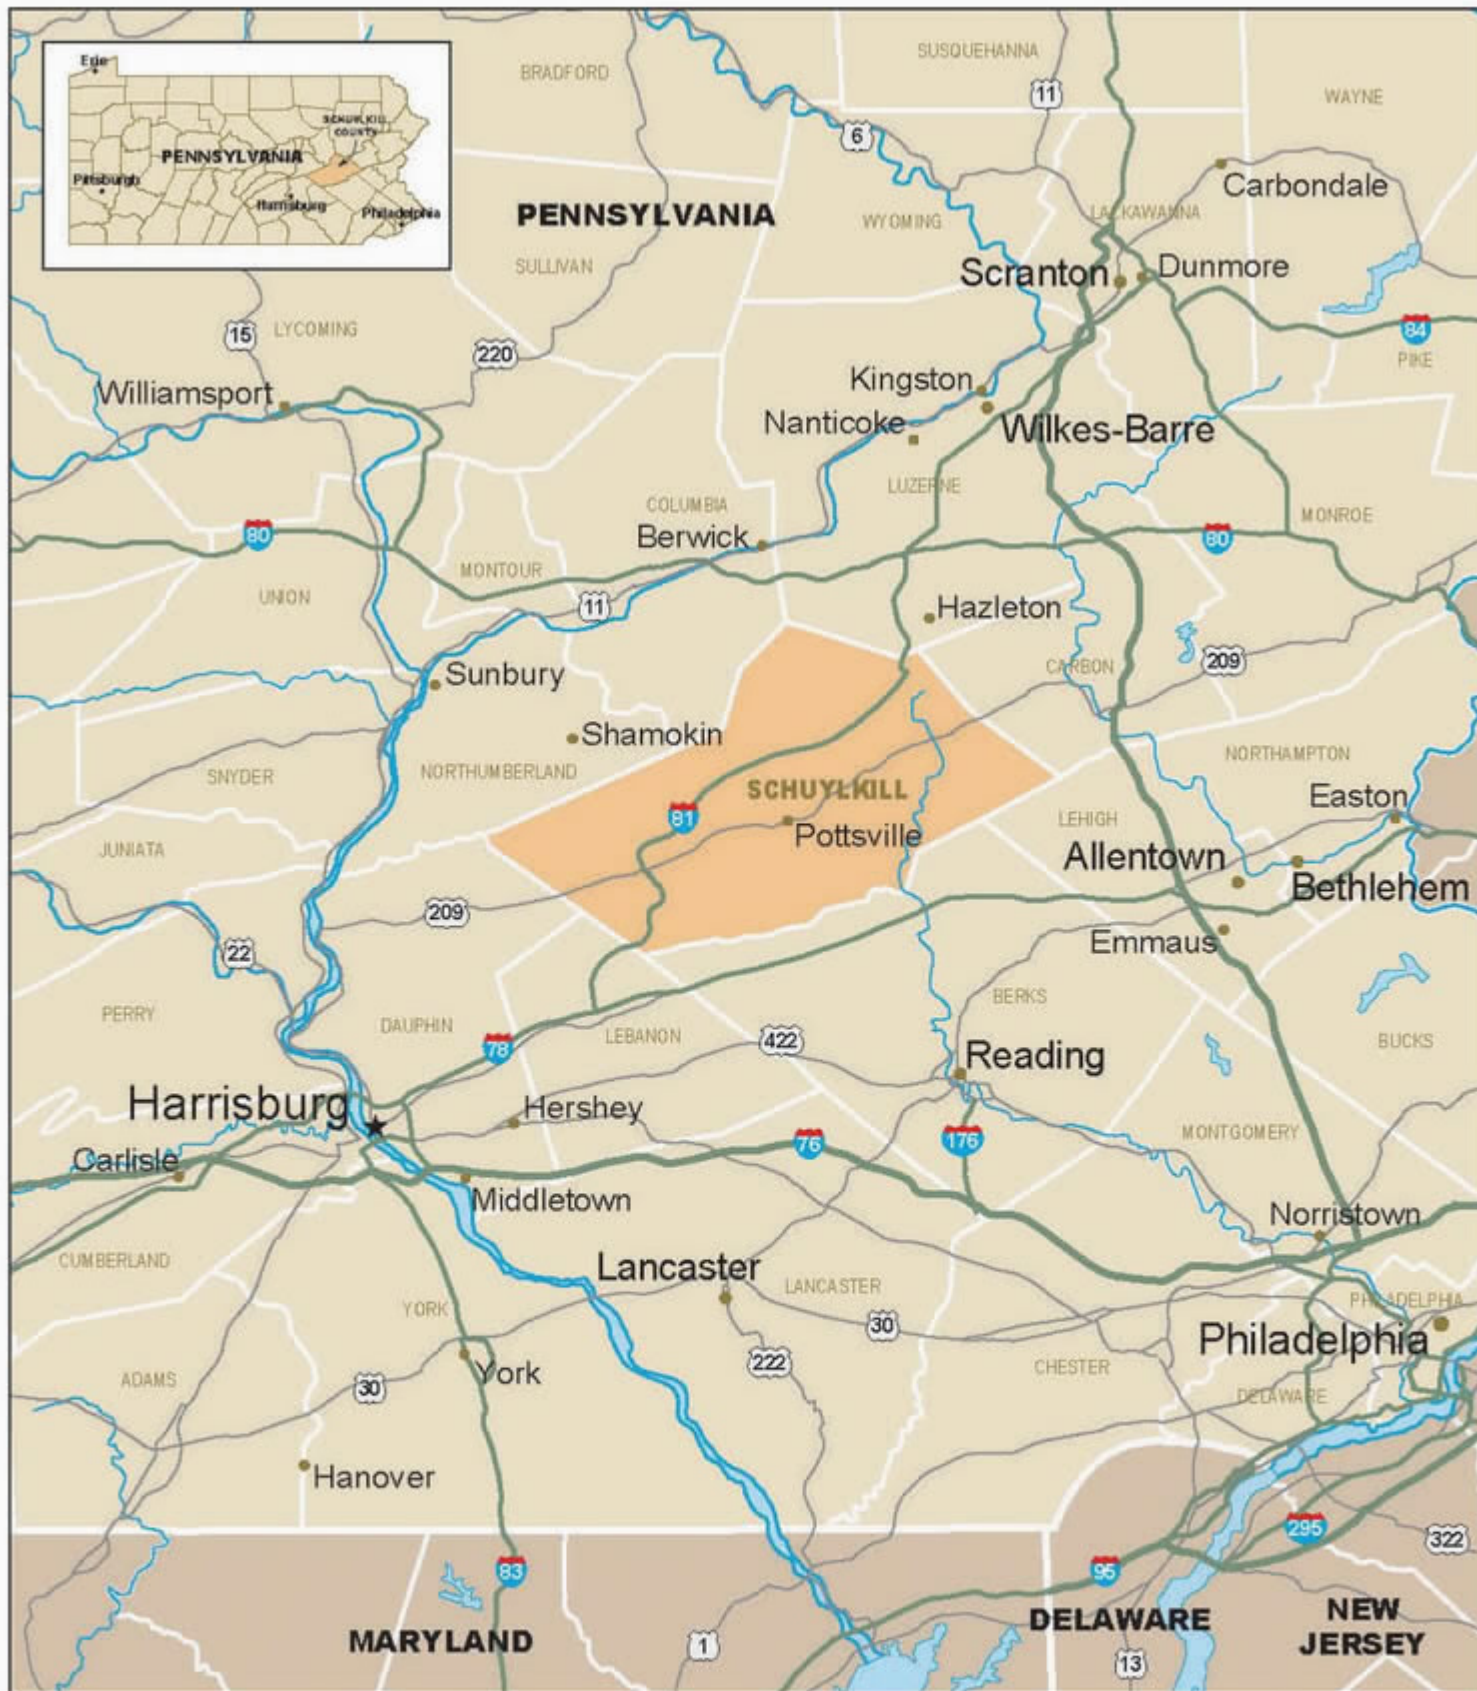 Erie
SCHUYLKILL
COUNTY
PENNSYLVANIA
Pittsburgh
Harrisburg
Philadelphia
BRADFORD
SUSQUEHANNA
11
WAYNE
6
Carbondale
PENNSYLVANIA
WYOMING
LACKAWANNA
SULLIVAN
Scranton
Dunmore
15
LYCOMING
220
84
PIKE
Williamsport
Kingston
Nanticoke
Wilkes-Barre
LUZERNE
COLUMBIA
MONROE
80
Berwick
80
MONTOUR
UNION
11
Hazleton
Sunbury
CARBON
209
Shamokin
SNYDER
NORTHUMBERLAND
NORTHAMPTON
SCHUYLKILL
Easton
81
Pottsville
LEHIGH
JUNIATA
Allentown
Bethlehem
209
22
Emmaus
PERRY
DAUPHIN
BERKS
LEBANON
78
422
BUCKS
Reading
Harrisburg
Hershey
76
176
MONTGOMERY
Carlisle
Middletown
Norristown
CUMBERLAND
Lancaster
LANCASTER
YORK
PHILADELPHIA
30
Philadelphia
222
York
CHESTER
ADAMS
30
DELAWARE
Hanover
295
322
83
95
MARYLAND
1
DELAWARE
NEW
JERSEY
13